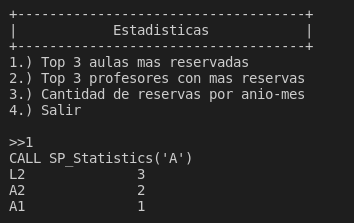 +------------------------------------+
|            Estadisticas            |
+------------------------------------+
1.) Top 3 aulas mas reservadas
2.) Top 3 profesores con mas reservas
3.) Cantidad de reservas por anio-mes
4.) Salir

>>1
CALL SP_Statistics('A')
L2              3
A2              2
A1              1